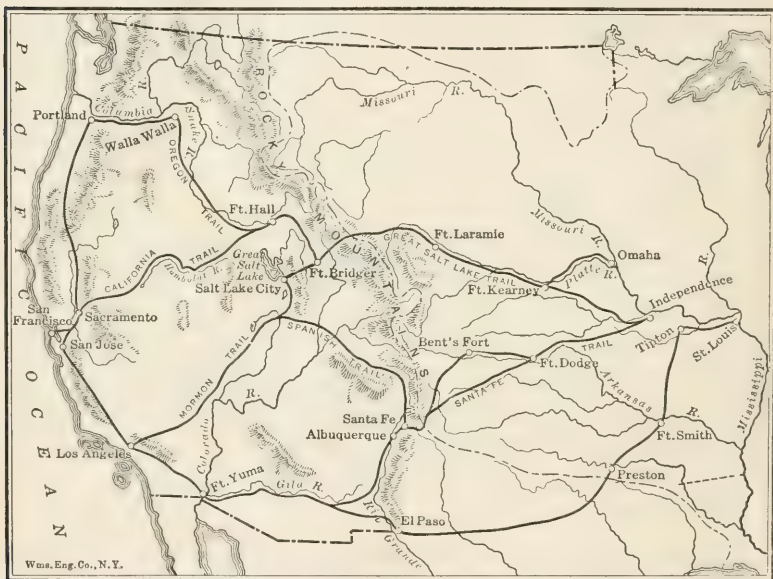 PACIFIC OCEAN
ROCKY MOUNTAINS
Missouri R.
Portland
Columbia R.
Snake R.
Walla Walla
OREGON TRAIL
Ft. Hall
Missouri R.
Ft. Laramie
GREAT SALT LAKE TRAIL
Omaha
Platte R.
Ft. Kearney
CALIFORNIA TRAIL
Humboldt R.
Great
Salt
Lake
Salt Lake City
Ft. Bridger
Independence
San
Francisco
Sacramento
San Jose
Tipton
St. Louis
R.
Mississippi
MORMON TRAIL
SPANISH TRAIL
Bent's Fort
Ft. Dodge
SANTA FE TRAIL
Arkansas R.
Colorado R.
Santa Fe
Albuquerque
Ft. Smith
Los Angeles
Ft. Yuma
Gila R.
Preston
El Paso
Rio Grande
Wms. Eng. Co., N.Y.